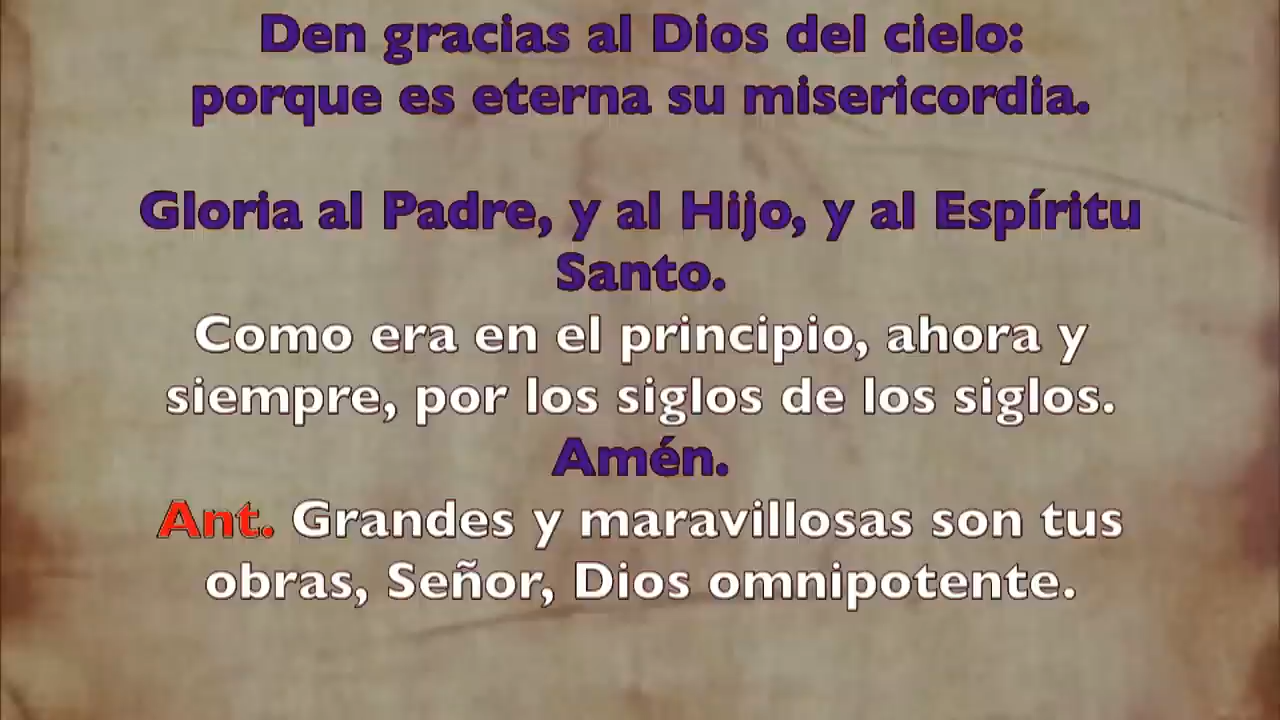 Den gracias al Dios del cielo:
porque es eterna su misericordia.
Gloria al Padre, y al Hijo, y al Espíritu
Santo.
Como era en el principio, ahora y
siempre, por los siglos de los siglos.
Amén.
Ant. Grandes y maravillosas son tus
obras, Señor, Dios omnipotente.